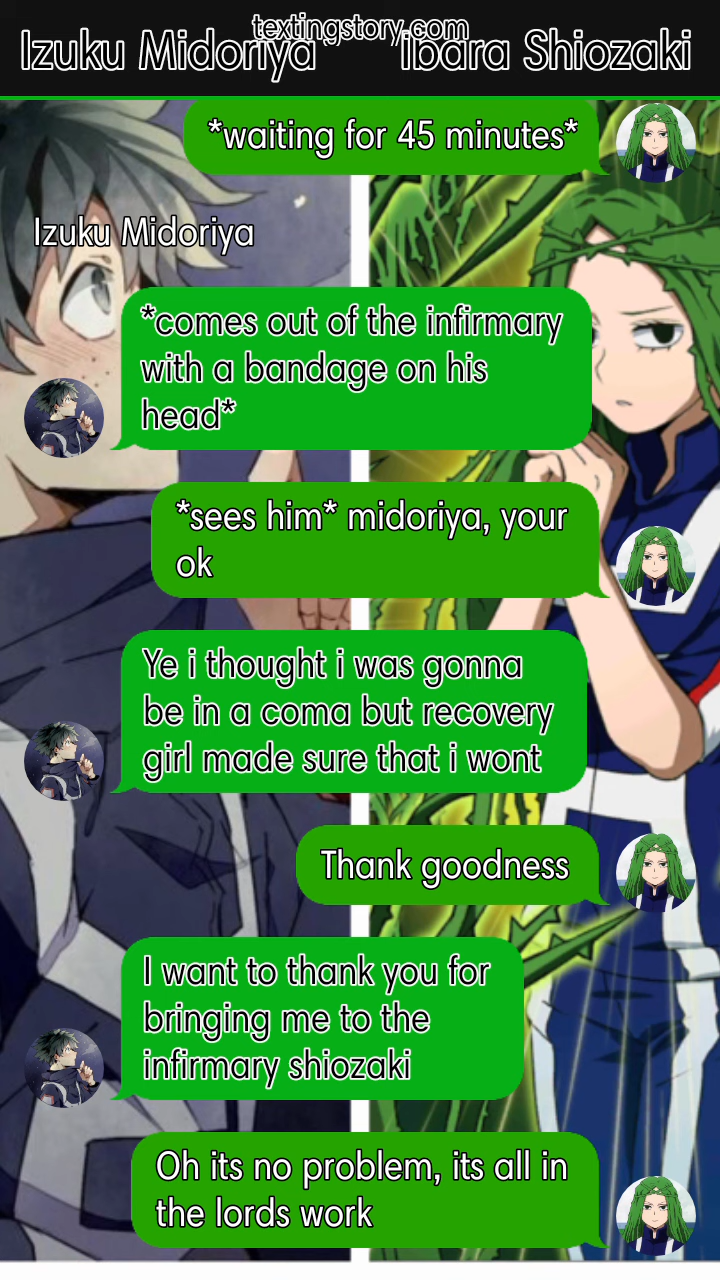 textingstory.com
Izuku Midoriya Ibara Shiozaki
*waiting for 45 minutes*
Izuku Midoriya
*comes out of the infirmary
with a bandage on his
head*
*sees him* midoriya, your
ok
Ye i thought i was gonna
be in a coma but recovery
girl made sure that i wont
Thank goodness
I want to thank you for
bringing me to the
infirmary shiozaki
Oh its no problem, its all in
the lords work